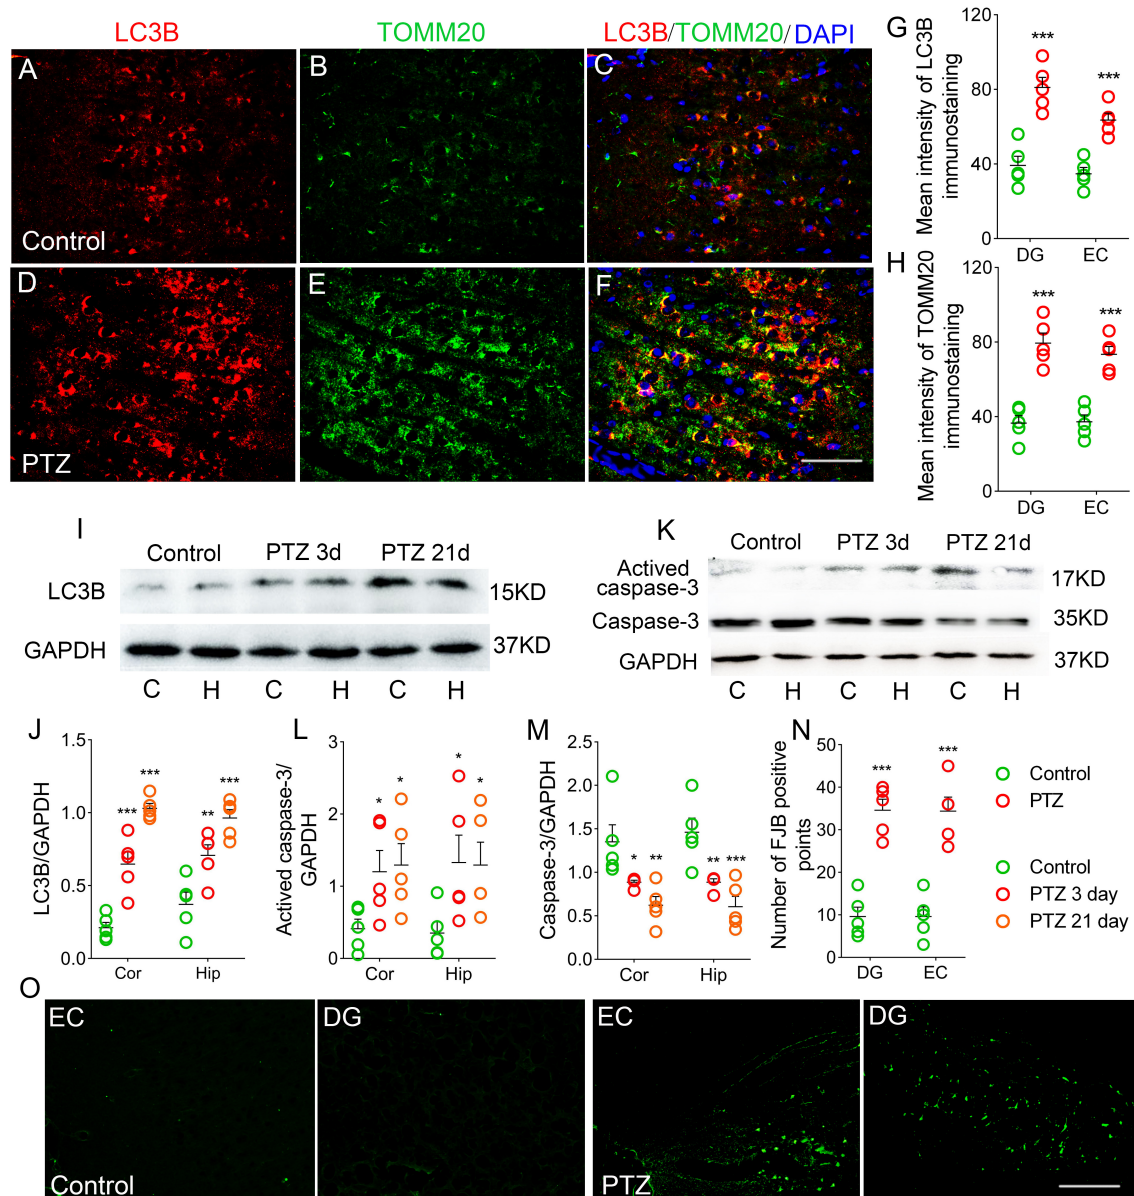 LC3B
TOMM20
LC3B/TOMM20/DAPI
A
B
C
Control
D
E
F
PTZ
G
Mean intensity of LC3B
immunostaining
120
80
40
0
***
***
DG
EC
H
Mean intensity of TOMM20
immunostaining
120
80
40
0
***
***
DG
EC
I
Control
PTZ 3d
PTZ 21d
LC3B
15KD
GAPDH
37KD
C
H
C
H
C
H
K
Control
PTZ 3d
PTZ 21d
Actived
caspase-3
17KD
Caspase-3
35KD
GAPDH
37KD
C
H
C
H
C
H
J
LC3B/GAPDH
1.5
1.0
0.5
0.0
***
***
**
***
Cor
Hip
L
Actived caspase-3/
GAPDH
3
2
1
0
*
*
*
*
Cor
Hip
M
Caspase-3/GAPDH
2.5
2.0
1.5
1.0
0.5
0.0
*
**
**
***
Cor
Hip
N
Number of FJB positive
points
50
40
30
20
10
0
***
***
DG
EC
Control
PTZ
Control
PTZ 3 day
PTZ 21 day
O
EC
DG
EC
DG
Control
PTZ